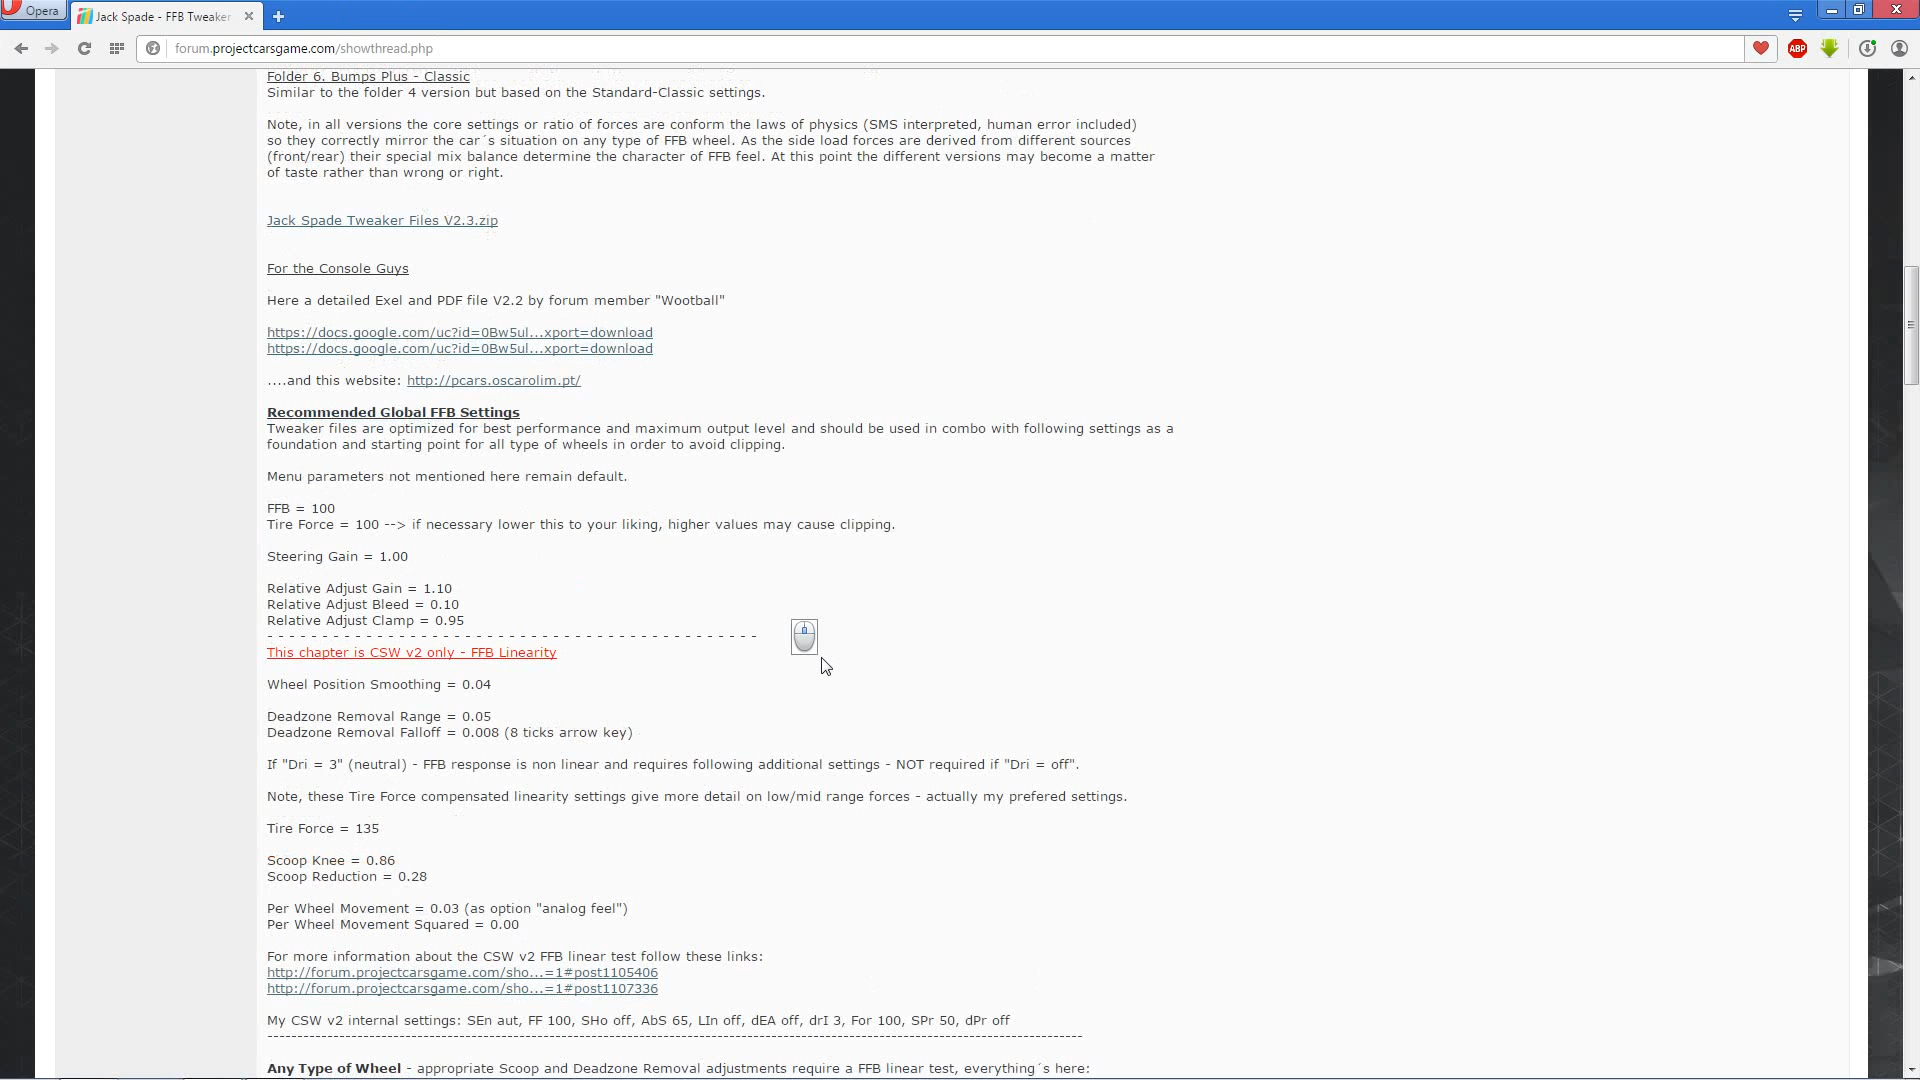 Opera
Jack Spade - FFB Tweaker
forum.projectcarsgame.com/showthread.php
ABP
Folder 6. Bumps Plus - Classic
Similar to the folder 4 version but based on the Standard-Classic settings.
Note, in all versions the core settings or ratio of forces are conform the laws of physics (SMS interpreted, human error included)
so they correctly mirror the car´s situation on any type of FFB wheel. As the side load forces are derived from different sources
(front/rear) their special mix balance determine the character of FFB feel. At this point the different versions may become a matter
of taste rather than wrong or right.
Jack Spade Tweaker Files V2.3.zip
For the Console Guys
Here a detailed Exel and PDF file V2.2 by forum member "Wootball"
https://docs.google.com/uc?id=0Bw5ul...xport=download
https://docs.google.com/uc?id=0Bw5ul...xport=download
....and this website: http://pcars.oscarolim.pt/
Recommended Global FFB Settings
Tweaker files are optimized for best performance and maximum output level and should be used in combo with following settings as a
foundation and starting point for all type of wheels in order to avoid clipping.
Menu parameters not mentioned here remain default.
FFB = 100
Tire Force = 100 --> if necessary lower this to your liking, higher values may cause clipping.
Steering Gain = 1.00
Relative Adjust Gain = 1.10
Relative Adjust Bleed = 0.10
Relative Adjust Clamp = 0.95
- - - - - - - - - - - - - - - - - - - - - - - - - - - - - - - - - - - - - - - - - - - - -
This chapter is CSW v2 only - FFB Linearity
Wheel Position Smoothing = 0.04
Deadzone Removal Range = 0.05
Deadzone Removal Falloff = 0.008 (8 ticks arrow key)
If "Dri = 3" (neutral) - FFB response is non linear and requires following additional settings - NOT required if "Dri = off".
Note, these Tire Force compensated linearity settings give more detail on low/mid range forces - actually my prefered settings.
Tire Force = 135
Scoop Knee = 0.86
Scoop Reduction = 0.28
Per Wheel Movement = 0.03 (as option "analog feel")
Per Wheel Movement Squared = 0.00
For more information about the CSW v2 FFB linear test follow these links:
http://forum.projectcarsgame.com/sho...=1#post1105406
http://forum.projectcarsgame.com/sho...=1#post1107336
My CSW v2 internal settings: SEn aut, FF 100, SHo off, AbS 65, LIn off, dEA off, drI 3, For 100, SPr 50, dPr off
----------------------------------------------------------------------------------------------------------------------------------------
Any Type of Wheel - appropriate Scoop and Deadzone Removal adjustments require a FFB linear test, everything´s here: